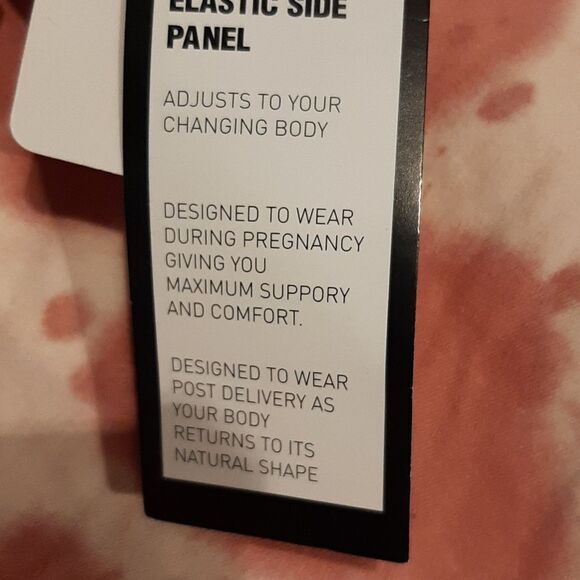 ELASTIC SIDE
PANEL
ADJUSTS TO YOUR
CHANGING BODY
DESIGNED TO WEAR
DURING PREGNANCY
GIVING YOU
MAXIMUM SUPPORY
AND COMFORT.
DESIGNED TO WEAR
POST DELIVERY AS
YOUR BODY
RETURNS TO ITS
NATURAL SHAPE